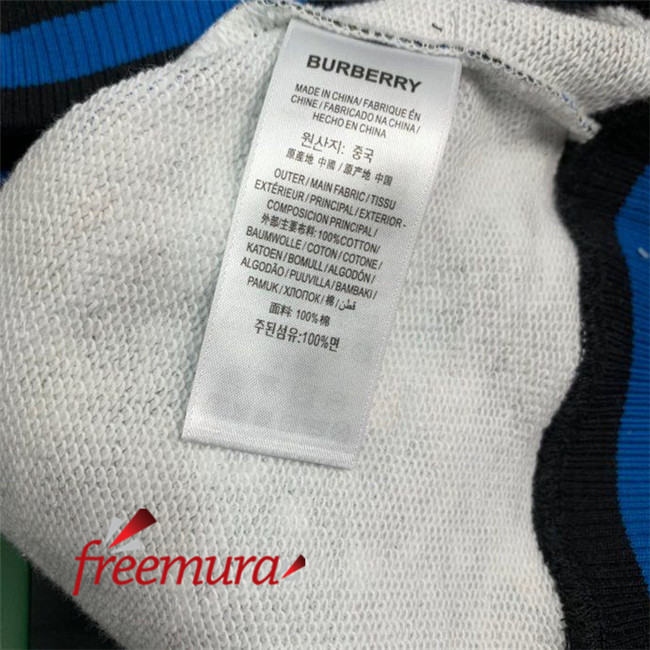 BURBERRY
MADE IN CHINA/FABRIQUE ÉN
CHINE/FABRICADO NA CHINA/
HECHO EN CHINA
원산지: 중국
原産地 中國/原产地 中国
OUTER/MAIN FABRIC/TISSU
EXTÉRIEUR/PRINCIPAL/EXTERIOR-
COMPOSICION PRINCIPAL/
外部/主要布料:100%COTTON/
BAUMWOLLE/COTON/COTONE/
KATOEN/BOMULL/ALGODÓN/
ALGODÃO/PUUVILLA/BAMBAKI/
PAMUK/ХЛОПОК/棉/قطن/
面料: 100%棉
주된섬유:100%면
freemura